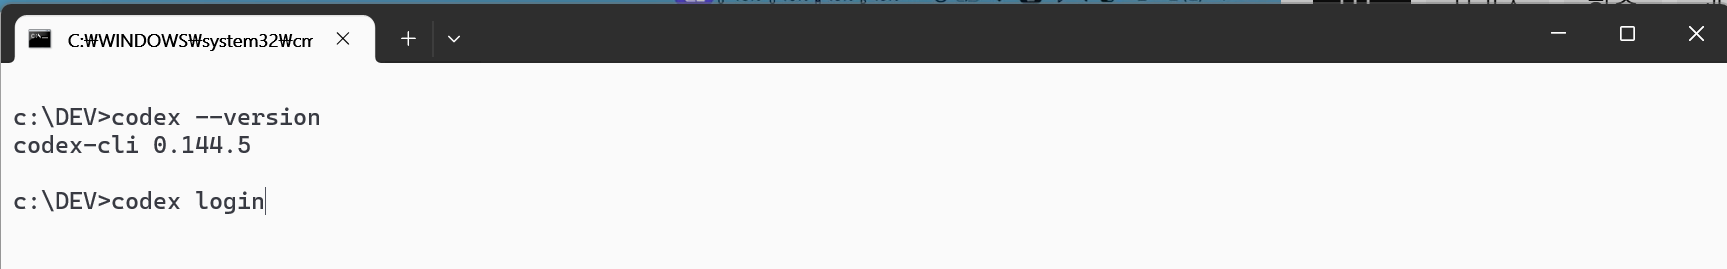 C:₩WINDOWS₩system32₩cm
c:\DEV>codex --version
codex-cli 0.144.5
c:\DEV>codex login